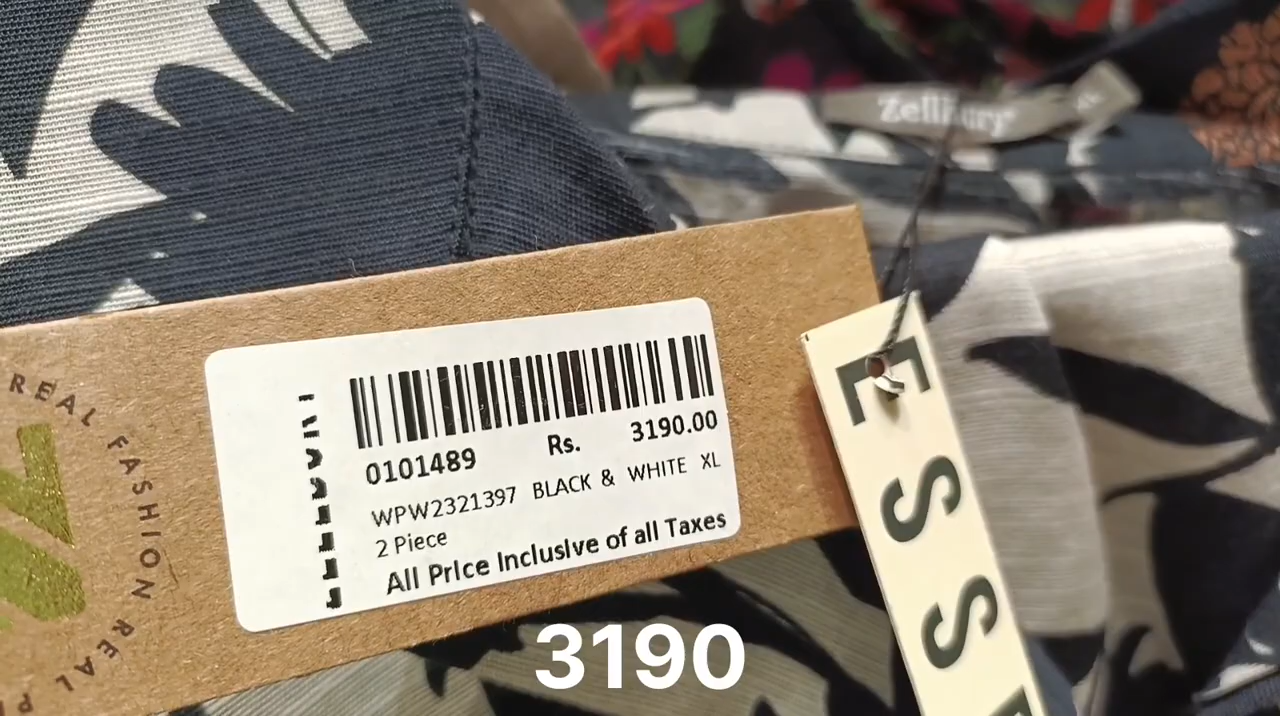 Zellbury
REAL FASHION REAL
0101489 Rs. 3190.00
WPW2321397 BLACK & WHITE XL
2 Piece
All Price Inclusive of all Taxes
ESS
3190